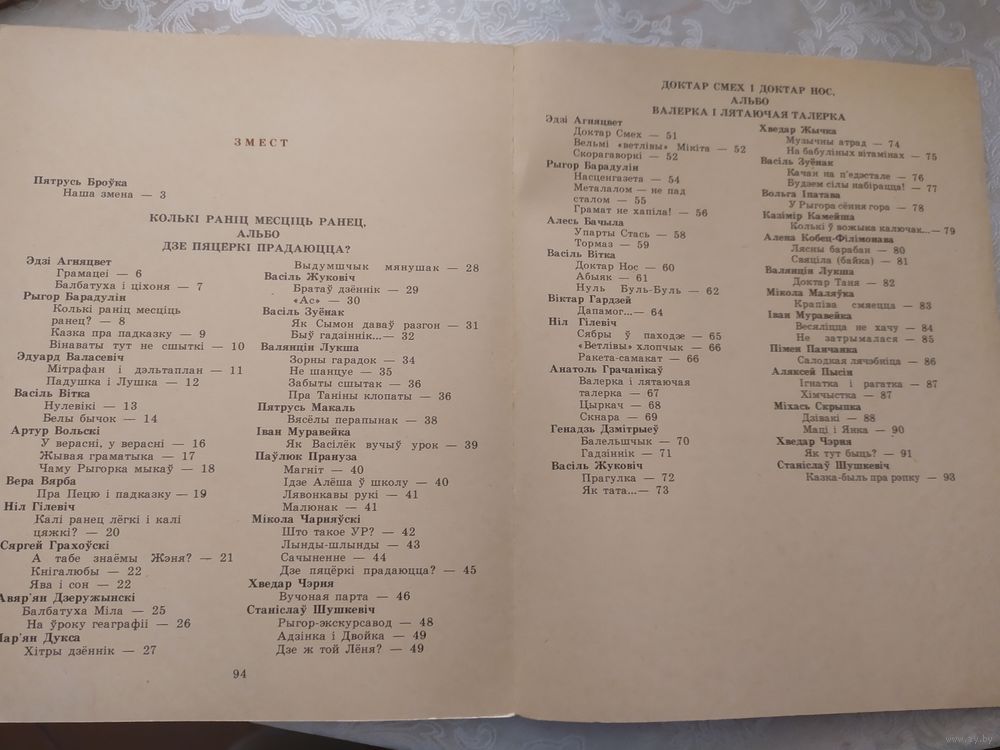 ЗМЕСТ
Пятрусь Броўка
Наша змена — 3
КОЛЬКІ РАНІЦ МЕСЦІЦЬ РАНЕЦ,
АЛЬБО
ДЗЕ ПЯЦЁРКІ ПРАДАЮЦЦА?
Эдзі Агняцвет
Грамацеі — 6
Балбатуха і ціхоня — 7
Рыгор Барадулін
Колькі раніц месціць
ранец? — 8
Казка пра падказку — 9
Вінаваты тут не сшыткі — 10
Эдуард Валасевіч
Мітрафан і дэльтаплан — 11
Падушка і Лушка — 12
Васіль Вітка
Нулевікі — 13
Белы бычок — 14
Артур Вольскі
У верасні, у верасні — 16
Жывая граматыка — 17
Чаму Рыгорка мыкаў — 18
Вера Вярба
Пра Пецю і падказку — 19
Ніл Гілевіч
Калі ранец лёгкі і калі
цяжкі? — 20
Сяргей Грахоўскі
А табе знаёмы Жэня? — 21
Кнігалюбы — 22
Ява і сон — 22
Авяр'ян Дзеружынскі
Балбатуха Міла — 25
На ўроку геаграфіі — 26
Мар'ян Дукса
Хітры дзённік — 27
Выдумшчык мянушак — 28
Васіль Жуковіч
Братаў дзённік — 29
«Ас» — 30
Васіль Зуёнак
Як Сымон даваў разгон — 31
Быў гадзіннік... — 32
Валянцін Лукша
Зорны гарадок — 34
Не шанцуе — 35
Забыты сшытак — 36
Пра Таніны клопаты — 36
Пятрусь Макаль
Вясёлы перапынак — 38
Іван Муравейка
Як Васілёк вучыў урок — 39
Паўлюк Прануза
Магніт — 40
Ідзе Алёша ў школу — 40
Лявонкавы рукі — 41
Малюнак — 41
Мікола Чарняўскі
Што такое УР? — 42
Лынды-шлынды — 43
Сачыненне — 44
Дзе пяцёркі прадаюцца? — 45
Хведар Чэрня
Вучоная парта — 46
Станіслаў Шушкевіч
Рыгор-экскурсавод — 48
Адзінка і Двойка — 49
Дзе ж той Лёня? — 49
94
ДОКТАР СМЕХ І ДОКТАР НОС,
АЛЬБО
ВАЛЕРКА І ЛЯТАЮЧАЯ ТАЛЕРКА
Эдзі Агняцвет
Доктар Смех — 51
Вельмі «ветлівы» Мікіта — 52
Скорагаворкі — 52
Рыгор Барадулін
Насценгазета — 54
Металалом — не пад
сталом — 55
Грамат не хапіла! — 56
Алесь Бачыла
Упарты Стась — 58
Тормаз — 59
Васіль Вітка
Доктар Нос — 60
Абыяк — 61
Нуль Буль-Буль — 62
Віктар Гардзей
Дапамог... — 64
Ніл Гілевіч
Сябры ў паходзе — 65
«Ветлівы» хлопчык — 66
Ракета-самакат — 66
Анатоль Грачанікаў
Валерка і лятаючая
талерка — 67
Цыркач — 68
Скнара — 69
Генадзь Дзмітрыеў
Балельшчык — 70
Гадзіннік — 71
Васіль Жуковіч
Прагулка — 72
Як тата... — 73
Хведар Жычка
Музычны атрад — 74
На бабуліных вітамінах — 75
Васіль Зуёнак
Качан на п'едэстале — 76
Будзем сілы набірацца! — 77
Вольга Іпатава
У Рыгора сёння гора — 78
Казімір Камейша
Колькі ў вожыка калючак... — 79
Алена Кобец-Філімонава
Лясны барабан — 80
Свяціла (байка) — 81
Валянцін Лукша
Доктар Таня — 82
Мікола Маляўка
Крапіва смяецца — 83
Іван Муравейка
Весяліцца не хачу — 84
Не затрымалася — 85
Пімен Панчанка
Салодкая лячэбніца — 86
Аляксей Пысін
Ігнатка і рагатка — 87
Хімчыстка — 87
Міхась Скрыпка
Дзівакі — 88
Маці і Янка — 90
Хведар Чэрня
Як тут быць? — 91
Станіслаў Шушкевіч
Казка-быль пра рэпку — 93
www.ay.by